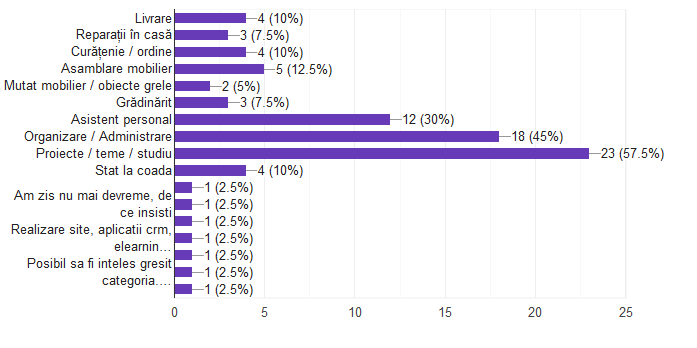 Livrare 4 (10%)
Reparații în casă 3 (7.5%)
Curățenie / ordine 4 (10%)
Asamblare mobilier 5 (12.5%)
Mutat mobilier / obiecte grele 2 (5%)
Grădinărit 3 (7.5%)
Asistent personal 12 (30%)
Organizare / Administrare 18 (45%)
Proiecte / teme / studiu 23 (57.5%)
Stat la coada 4 (10%)
1 (2.5%)
Am zis nu mai devreme, de
ce insisti
1 (2.5%)
1 (2.5%)
Realizare site, aplicatii crm,
elearnin...
1 (2.5%)
1 (2.5%)
Posibil sa fi inteles gresit
categoria....
1 (2.5%)
1 (2.5%)
0 5 10 15 20 25